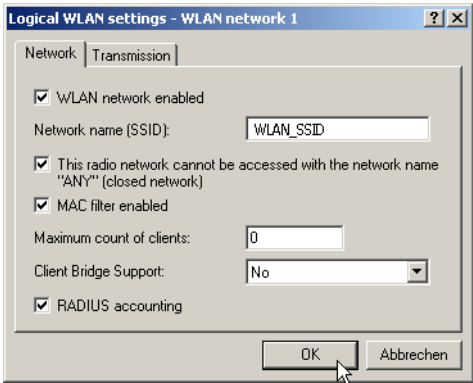 Logical WLAN settings - WLAN network 1
Network
Transmission
WLAN network enabled
Network name (SSID):
WLAN_SSID
This radio network cannot be accessed with the network name
"ANY" (closed network)
MAC filter enabled
Maximum count of clients:
0
Client Bridge Support:
No
RADIUS accounting
OK
Abbrechen